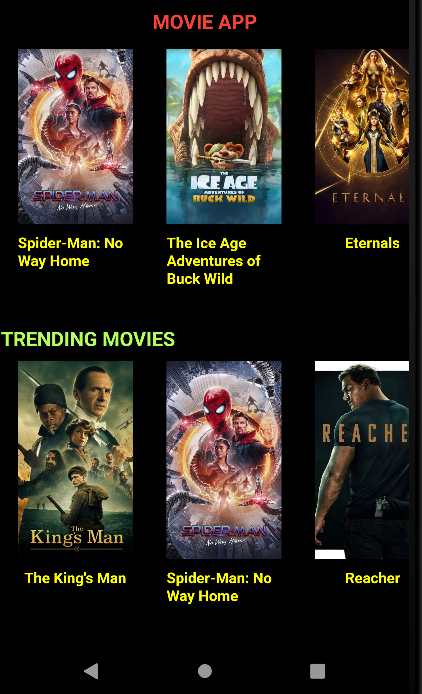 MOVIE APP
SPIDER-MAN
No Way Home
THE
ICE AGE
ADVENTURES OF
BUCK WILD
ETERNAL
Spider-Man: No
Way Home
The Ice Age
Adventures of
Buck Wild
Eternals
TRENDING MOVIES
The
King's Man
SPIDER-MAN
No Way Home
REACHE
The King's Man
Spider-Man: No
Way Home
Reacher